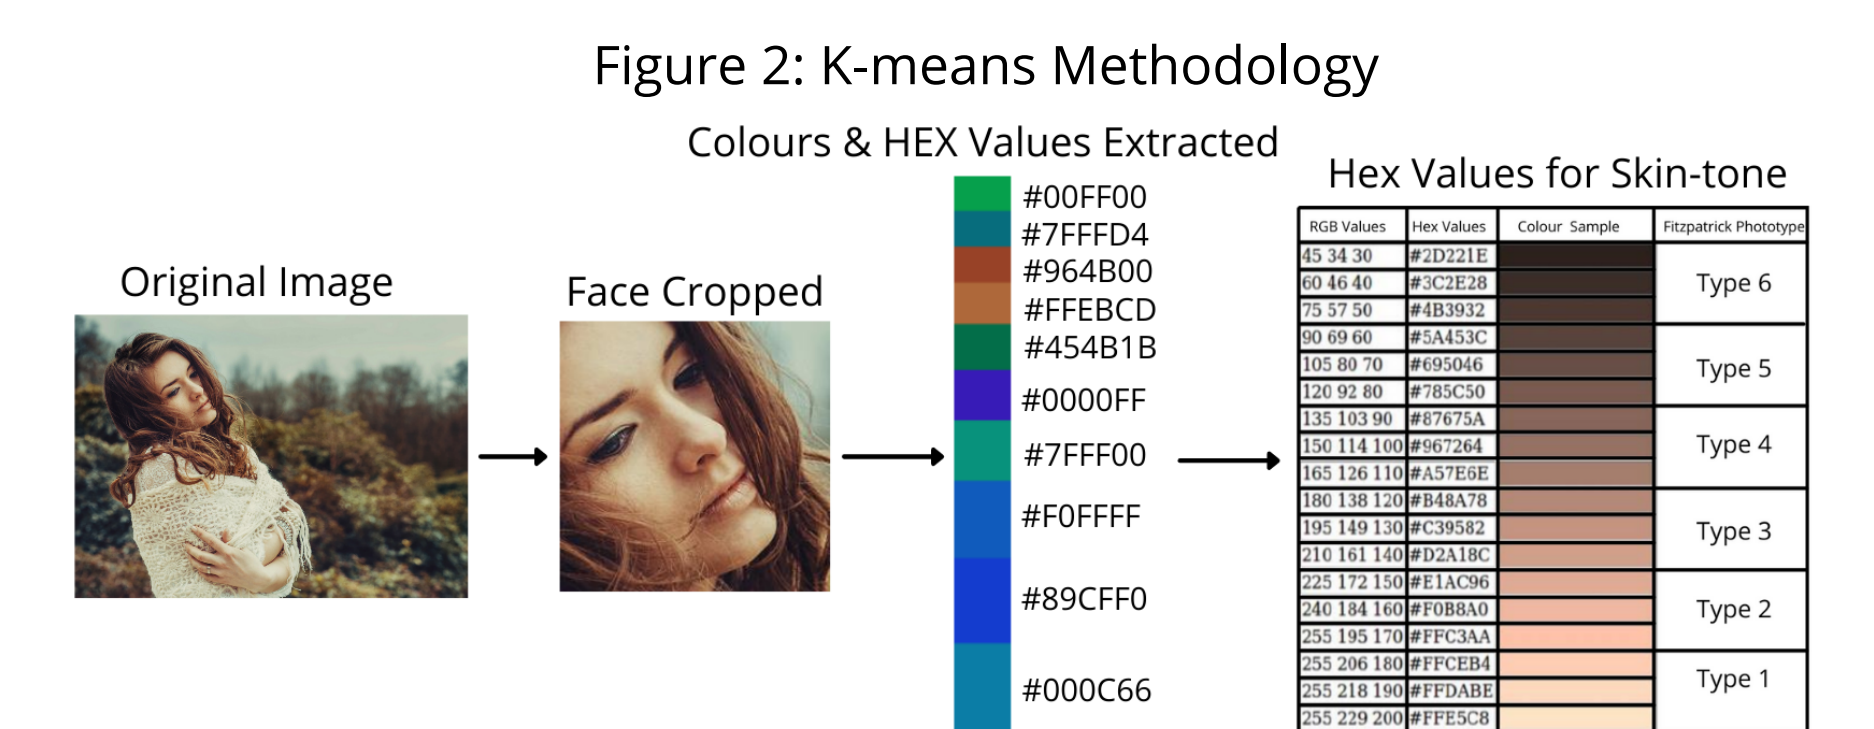 Figure 2: K-means Methodology
Colours & HEX Values Extracted
Hex Values for Skin-tone
Original Image
Face Cropped
#00FF00
#7FFFD4
#964B00
#FFEBCD
#454B1B
#0000FF
#7FFF00
#F0FFFF
#89CFF0
#000C66
RGB Values Hex Values Colour Sample Fitzpatrick Phototype
45 34 30 #2D221E
60 46 40 #3C2E28 Type 6
75 57 50 #4B3932
90 69 60 #5A453C
105 80 70 #695046 Type 5
120 92 80 #785C50
135 103 90 #87675A
150 114 100 #967264 Type 4
165 126 110 #A57E6E
180 138 120 #B48A78
195 149 130 #C39582 Type 3
210 161 140 #D2A18C
225 172 150 #E1AC96
240 184 160 #F0B8A0 Type 2
255 195 170 #FFC3AA
255 206 180 #FFCEB4
255 218 190 #FFDABE Type 1
255 229 200 #FFE5C8